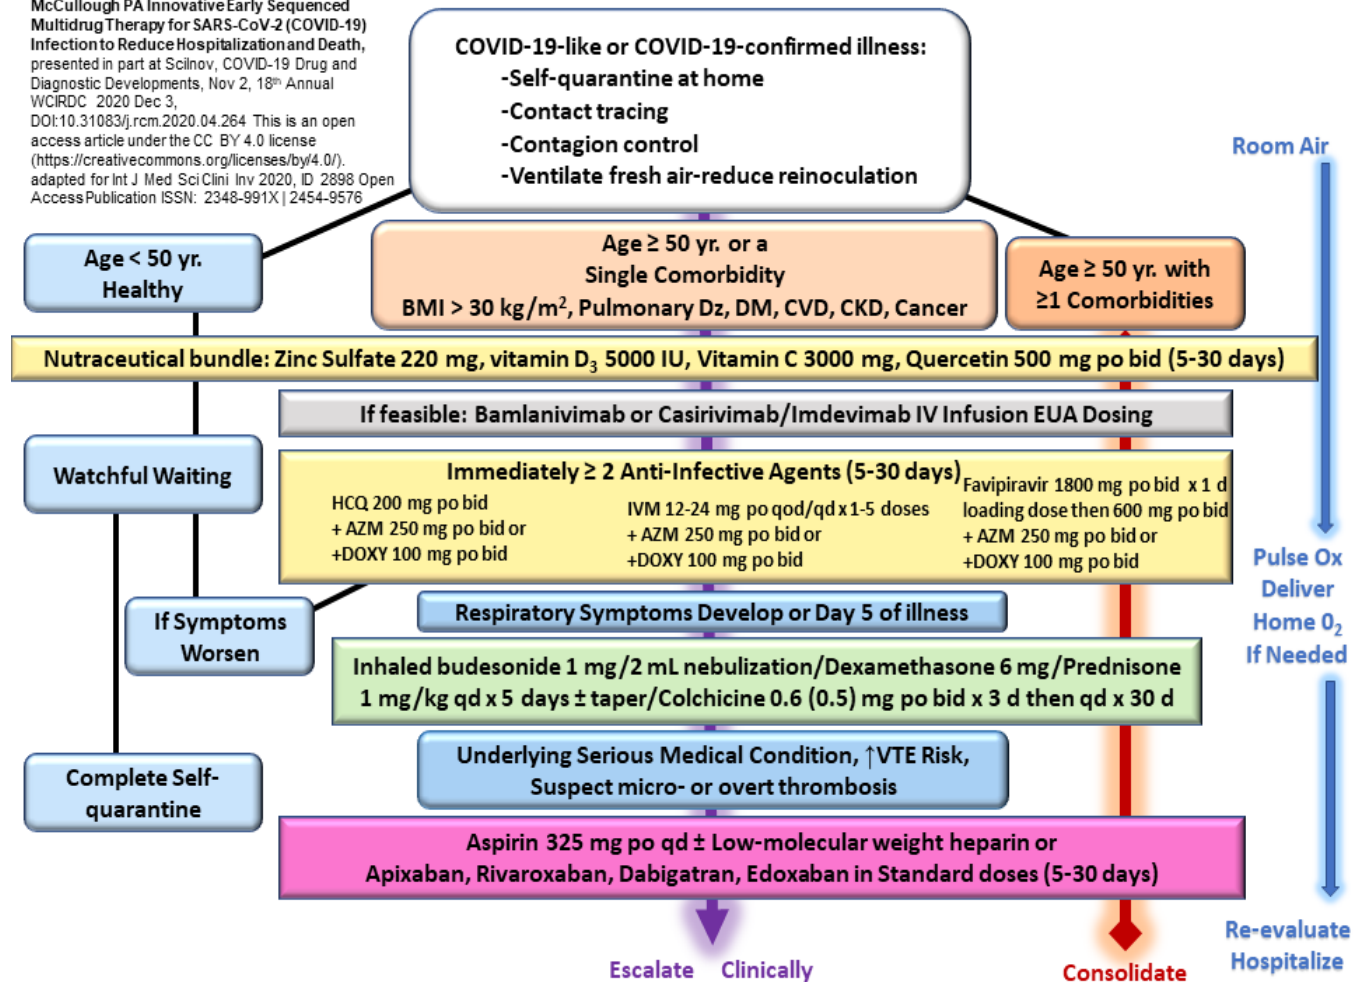 McCullough PA Innovative Early Sequenced
Multidrug Therapy for SARS-CoV-2 (COVID-19)
Infection to Reduce Hospitalization and Death,
presented in part at SciInov, COVID-19 Drug and
Diagnostic Developments, Nov 2, 18th Annual
WCIRDC 2020 Dec 3,
DOI:10.31083/j.rcm.2020.04.264 This is an open
access article under the CC BY 4.0 license
(https://creativecommons.org/licenses/by/4.0/).
adapted for Int J Med Sci Clini Inv 2020, ID 2898 Open
Access Publication ISSN: 2348-991X | 2454-9576
COVID-19-like or COVID-19-confirmed illness:
-Self-quarantine at home
-Contact tracing
-Contagion control
-Ventilate fresh air-reduce reinoculation
Room Air
Age < 50 yr.
Healthy
Age ≥ 50 yr. or a
Single Comorbidity
BMI > 30 kg/m², Pulmonary Dz, DM, CVD, CKD, Cancer
Age ≥ 50 yr. with
≥1 Comorbidities
Nutraceutical bundle: Zinc Sulfate 220 mg, vitamin D₃ 5000 IU, Vitamin C 3000 mg, Quercetin 500 mg po bid (5-30 days)
If feasible: Bamlanivimab or Casirivimab/Imdevimab IV Infusion EUA Dosing
Watchful Waiting
Immediately ≥ 2 Anti-Infective Agents (5-30 days)
HCQ 200 mg po bid
+ AZM 250 mg po bid or
+DOXY 100 mg po bid
IVM 12-24 mg po qod/qd x 1-5 doses
+ AZM 250 mg po bid or
+DOXY 100 mg po bid
Favipiravir 1800 mg po bid x 1 d
loading dose then 600 mg po bid
+ AZM 250 mg po bid or
+DOXY 100 mg po bid
Pulse Ox
Deliver
Home 0₂
If Needed
If Symptoms
Worsen
Respiratory Symptoms Develop or Day 5 of illness
Inhaled budesonide 1 mg/2 mL nebulization/Dexamethasone 6 mg/Prednisone
1 mg/kg qd x 5 days ± taper/Colchicine 0.6 (0.5) mg po bid x 3 d then qd x 30 d
Underlying Serious Medical Condition, ↑VTE Risk,
Suspect micro- or overt thrombosis
Complete Self-
quarantine
Aspirin 325 mg po qd ± Low-molecular weight heparin or
Apixaban, Rivaroxaban, Dabigatran, Edoxaban in Standard doses (5-30 days)
Escalate Clinically
Consolidate
Re-evaluate
Hospitalize